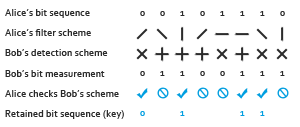 Alice's bit sequence 0 0 1 0 1 1 1 0
Alice's filter scheme
Bob's detection scheme
Bob's bit measurement 0 1 1 0 0 1 1 1
Alice checks Bob's scheme
Retained bit sequence (key) 0 1 1 1